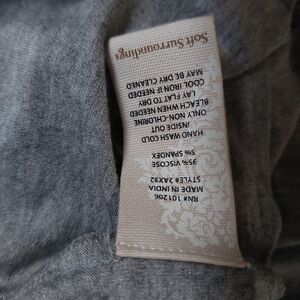 Soft Surroundings
RN# 101206
MADE IN INDIA
STYLE# 2AX32
95% VISCOSE
5% SPANDEX
HAND WASH COLD
INSIDE OUT
ONLY NON-CHLORINE
BLEACH WHEN NEEDED
LAY FLAT TO DRY
COOL IRON IF NEEDED
MAY BE DRY CLEANED